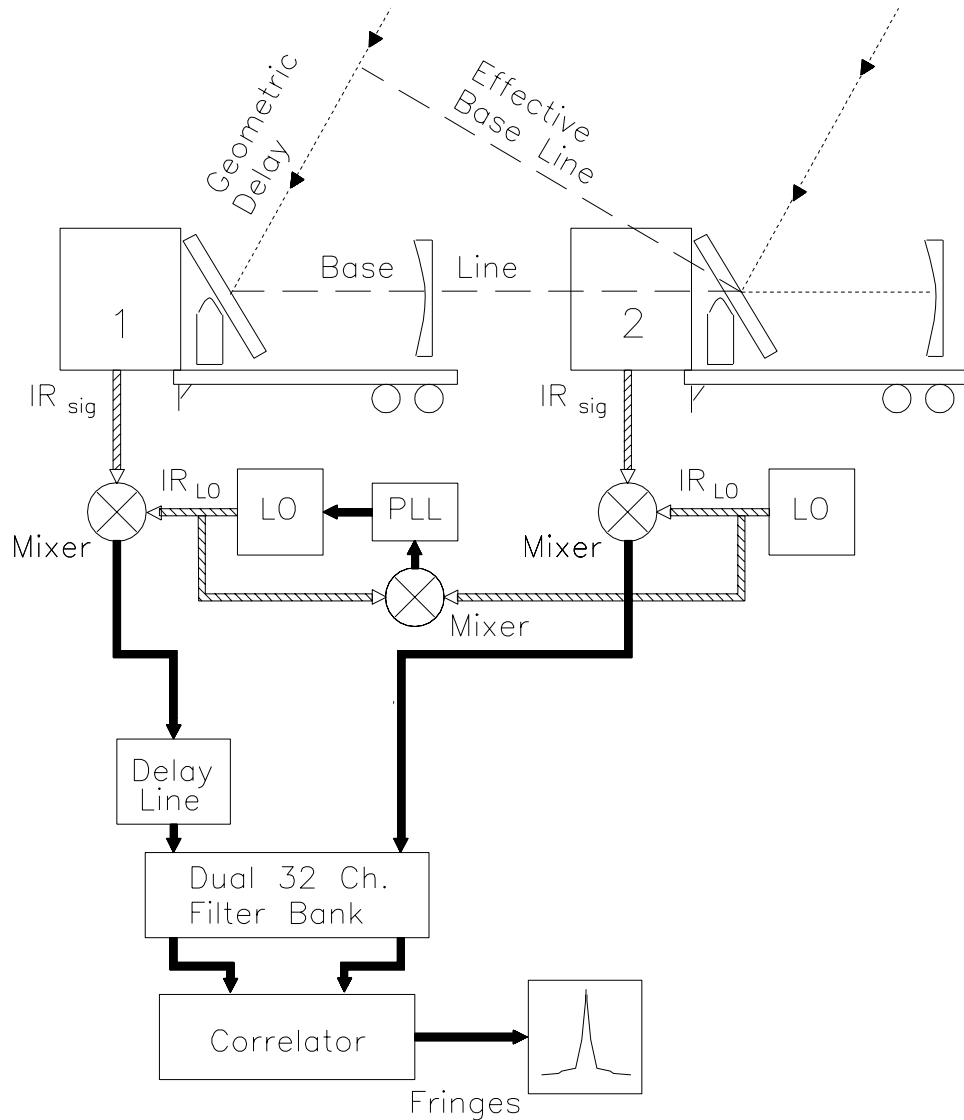 Geometric
Delay
Effective
Base Line
Base Line
1
2
IR sig
IR sig
IR LO
LO
PLL
IR LO
LO
Mixer
Mixer
Mixer
Delay
Line
Dual 32 Ch.
Filter Bank
Correlator
Fringes